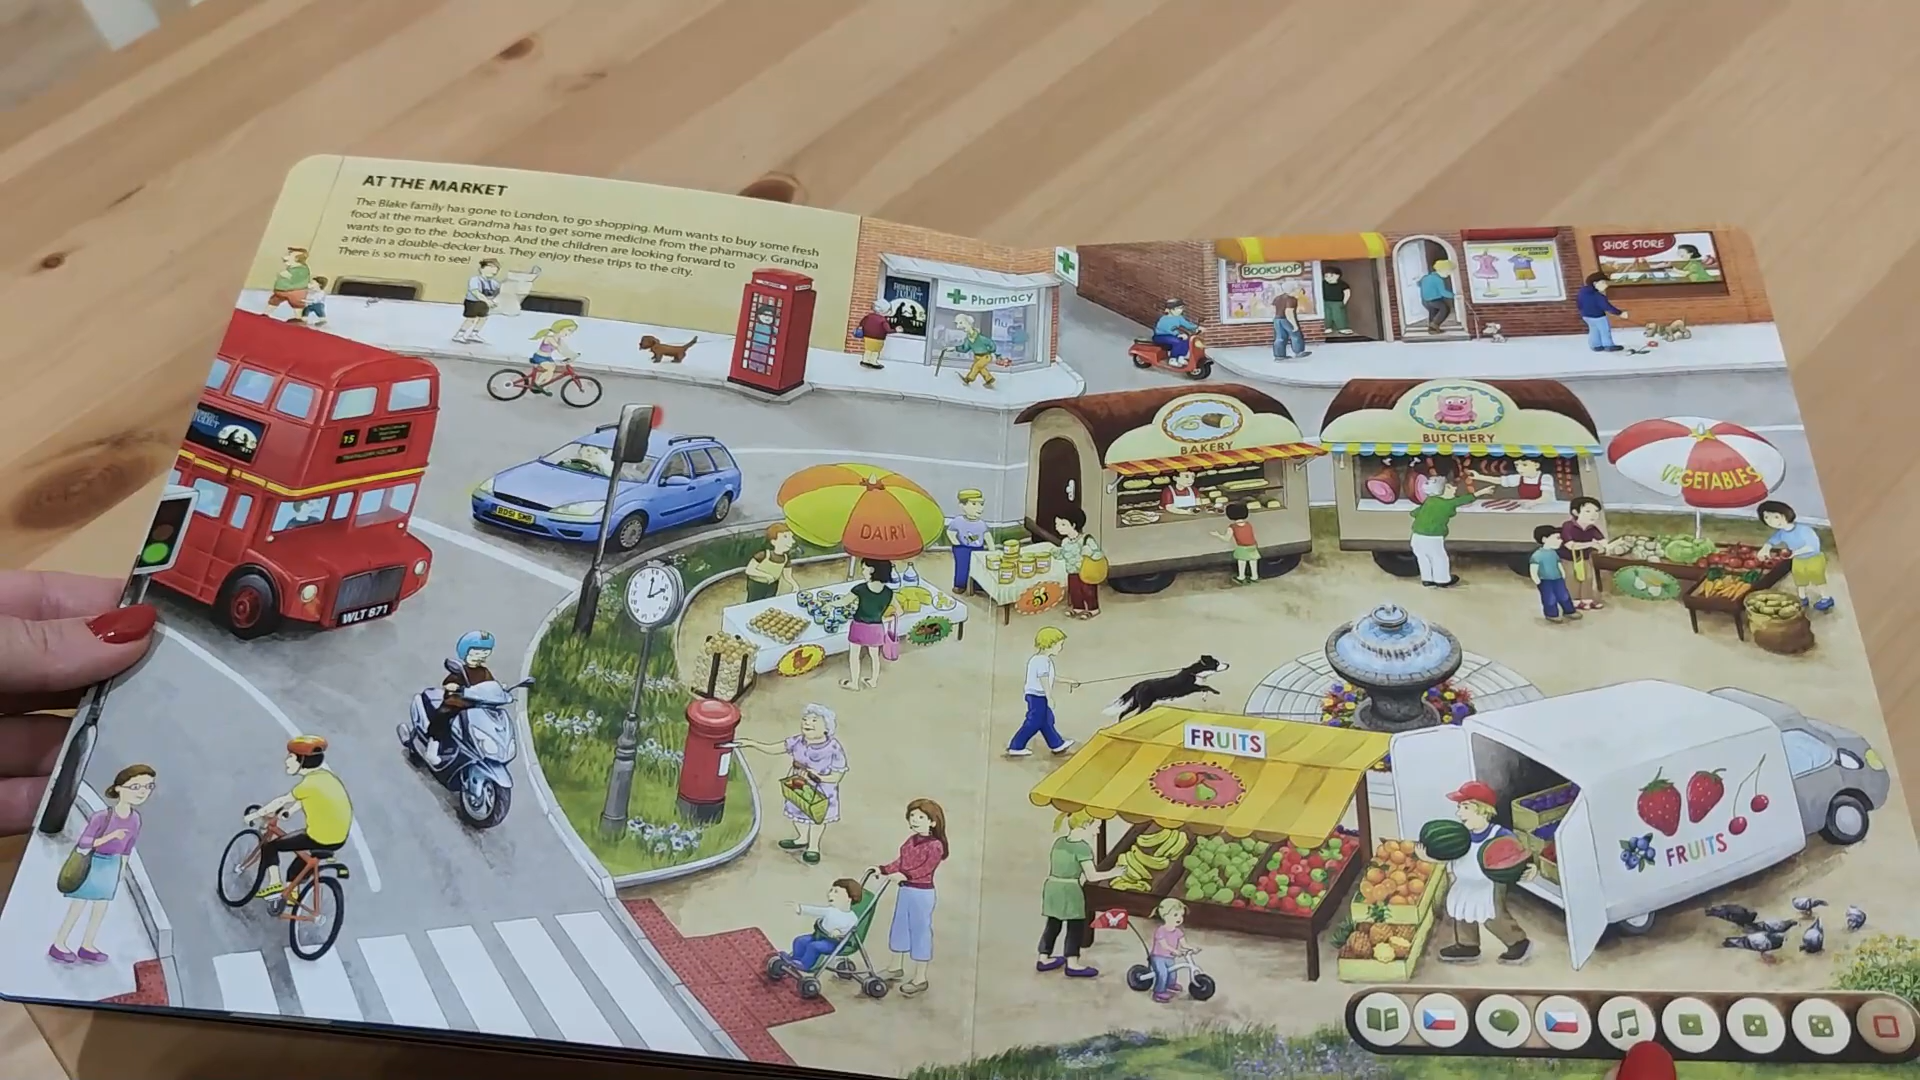 AT THE MARKET
The Blake family has gone to London, to go shopping. Mum wants to buy some fresh
food at the market. Grandma has to get some medicine from the pharmacy. Grandpa
wants to go to the bookshop. And the children are looking forward to
a ride in a double-decker bus. They enjoy these trips to the city.
There is so much to see!
Pharmacy
BOOKSHOP
SHOE STORE
15
BAKERY
BUTCHERY
VEGETABLES
DAIRY
WLT 871
FRUITS
FRUITS